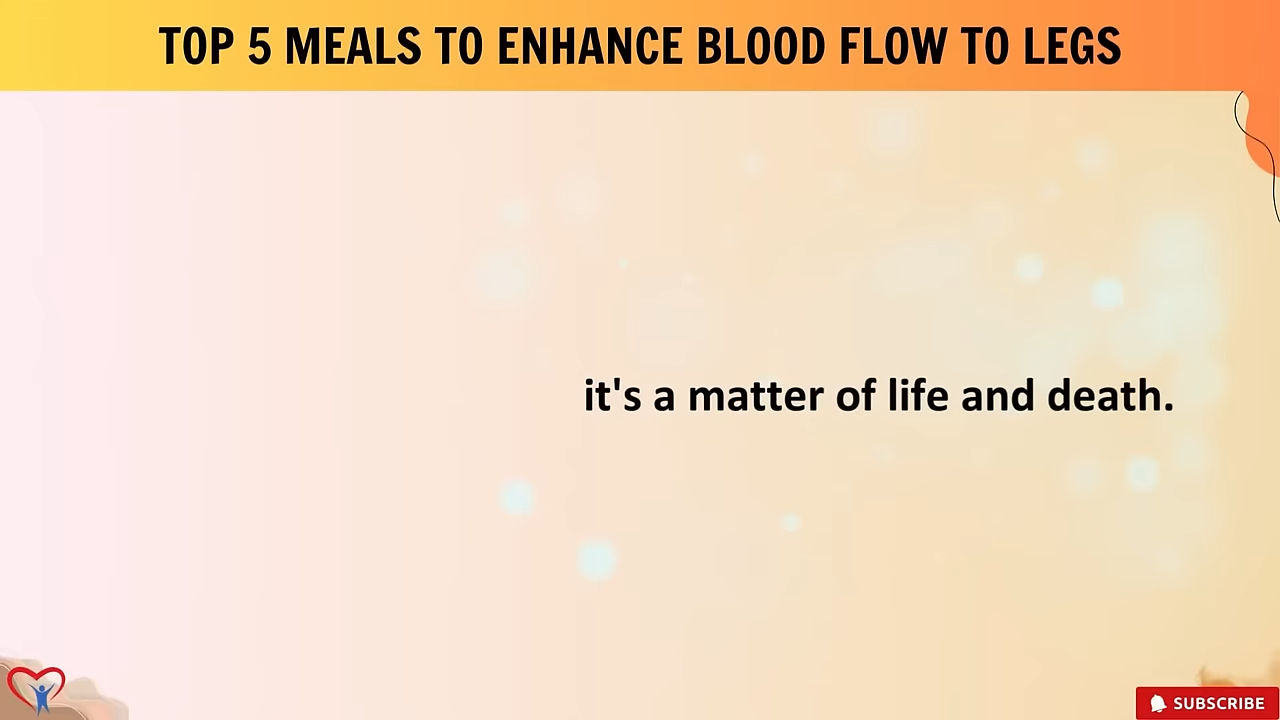 TOP 5 MEALS TO ENHANCE BLOOD FLOW TO LEGS
it's a matter of life and death.
SUBSCRIBE